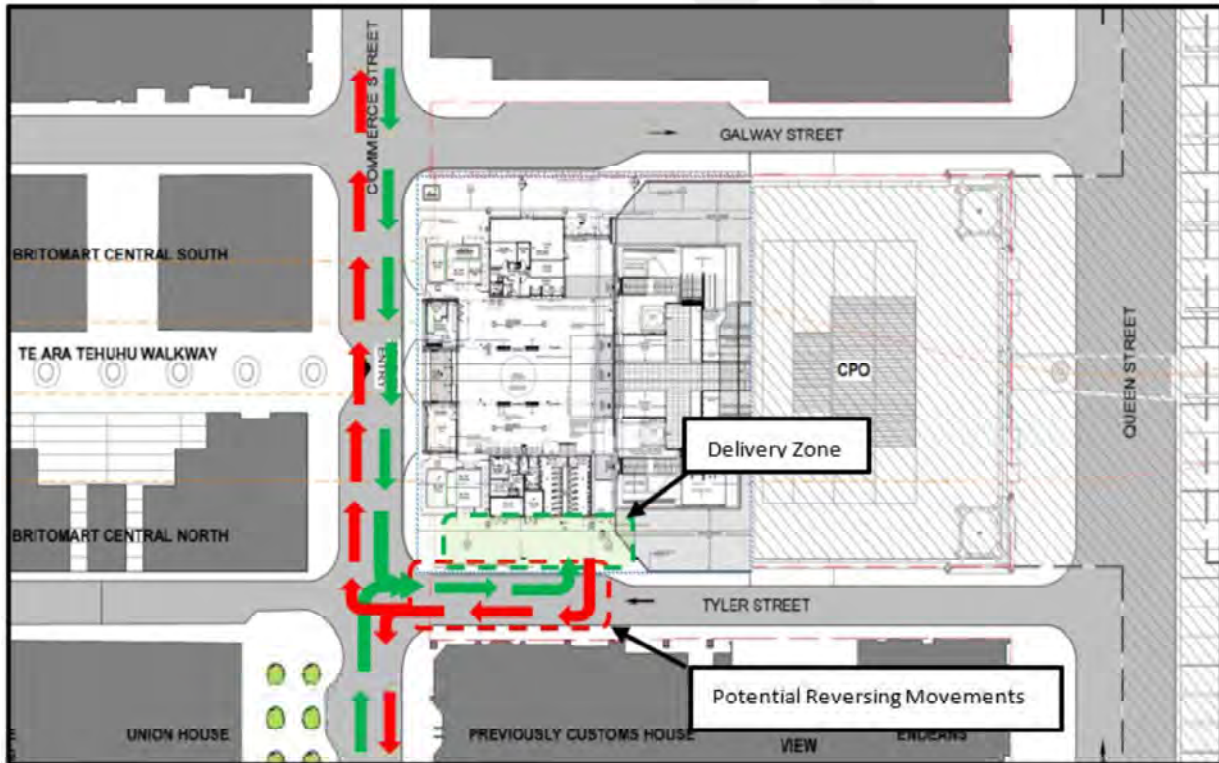 COMMERCE STREET
GALWAY STREET
BRITOMART CENTRAL SOUTH
TE ARA TEHUHU WALKWAY
ENTRY
CPO
QUEEN STREET
Delivery Zone
BRITOMART CENTRAL NORTH
TYLER STREET
Potential Reversing Movements
UNION HOUSE
PREVIOUSLY CUSTOMS HOUSE
VIEW
ENDEANS